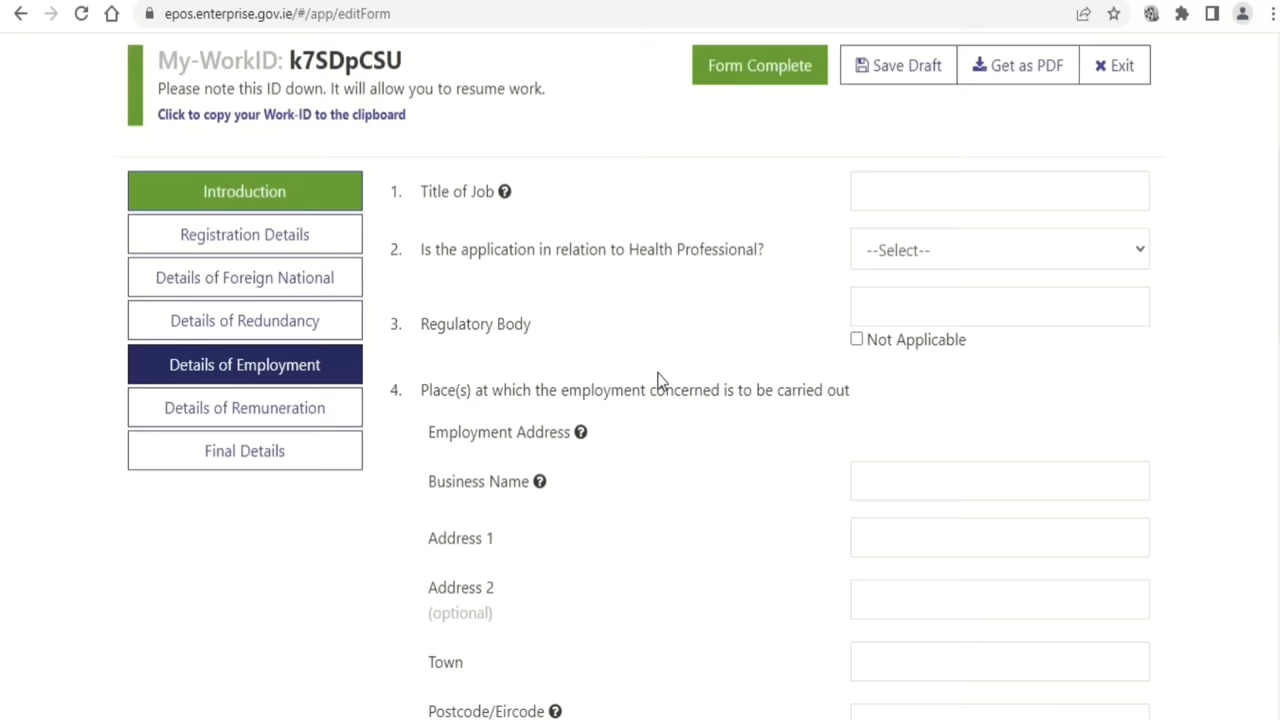 epos.enterprise.gov.ie/#/app/editForm
My-WorkID: k7SDpCSU
Please note this ID down. It will allow you to resume work.
Click to copy your Work-ID to the clipboard
Form Complete
Save Draft
Get as PDF
Exit
Introduction
Registration Details
Details of Foreign National
Details of Redundancy
Details of Employment
Details of Remuneration
Final Details
1. Title of Job
2. Is the application in relation to Health Professional?
--Select--
3. Regulatory Body
Not Applicable
4. Place(s) at which the employment concerned is to be carried out
Employment Address
Business Name
Address 1
Address 2
(optional)
Town
Postcode/Eircode